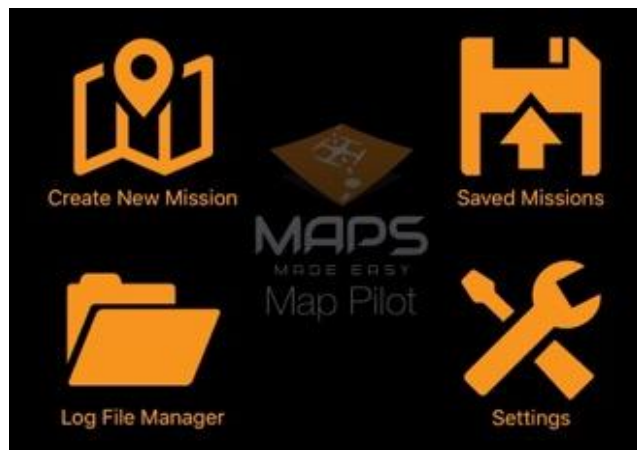 Create New Mission
Saved Missions
MAPS
MADE EASY
Map Pilot
Log File Manager
Settings